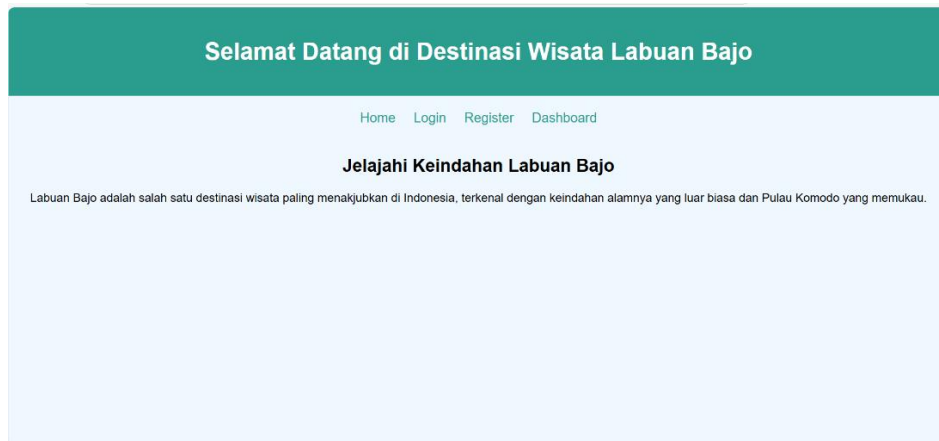 Selamat Datang di Destinasi Wisata Labuan Bajo
Home Login Register Dashboard
Jelajahi Keindahan Labuan Bajo
Labuan Bajo adalah salah satu destinasi wisata paling menakjubkan di Indonesia, terkenal dengan keindahan alamnya yang luar biasa dan Pulau Komodo yang memukau.